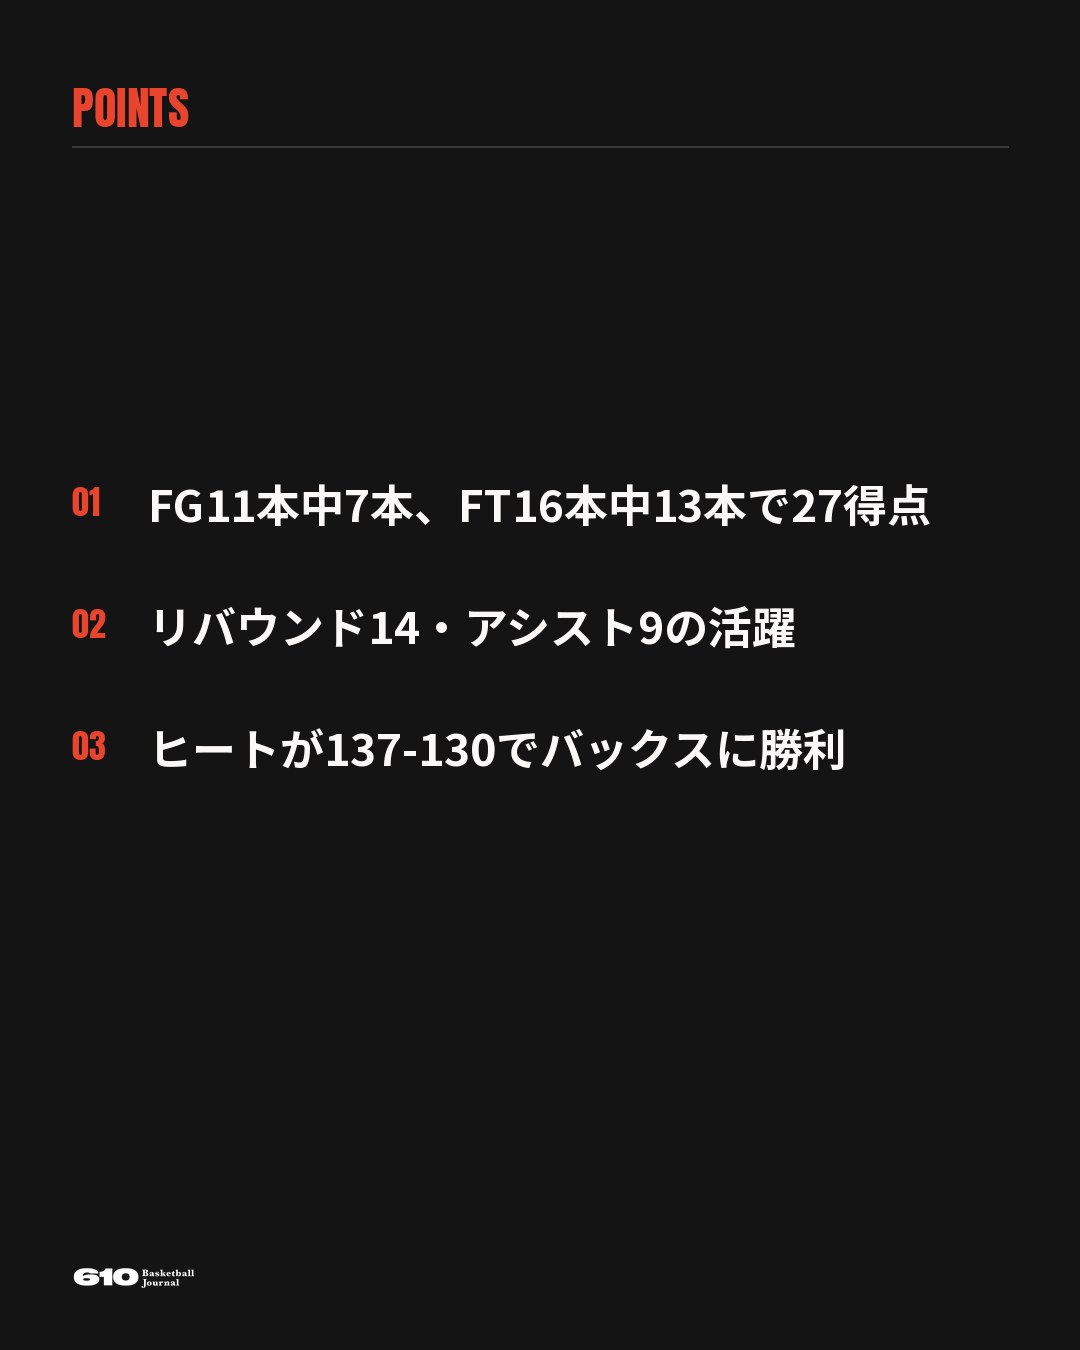 POINTS
01 FG11本中7本、FT16本中13本で27得点
02 リバウンド14・アシスト9の活躍
03 ヒートが137-130でバックスに勝利
610 Basketball
Journal